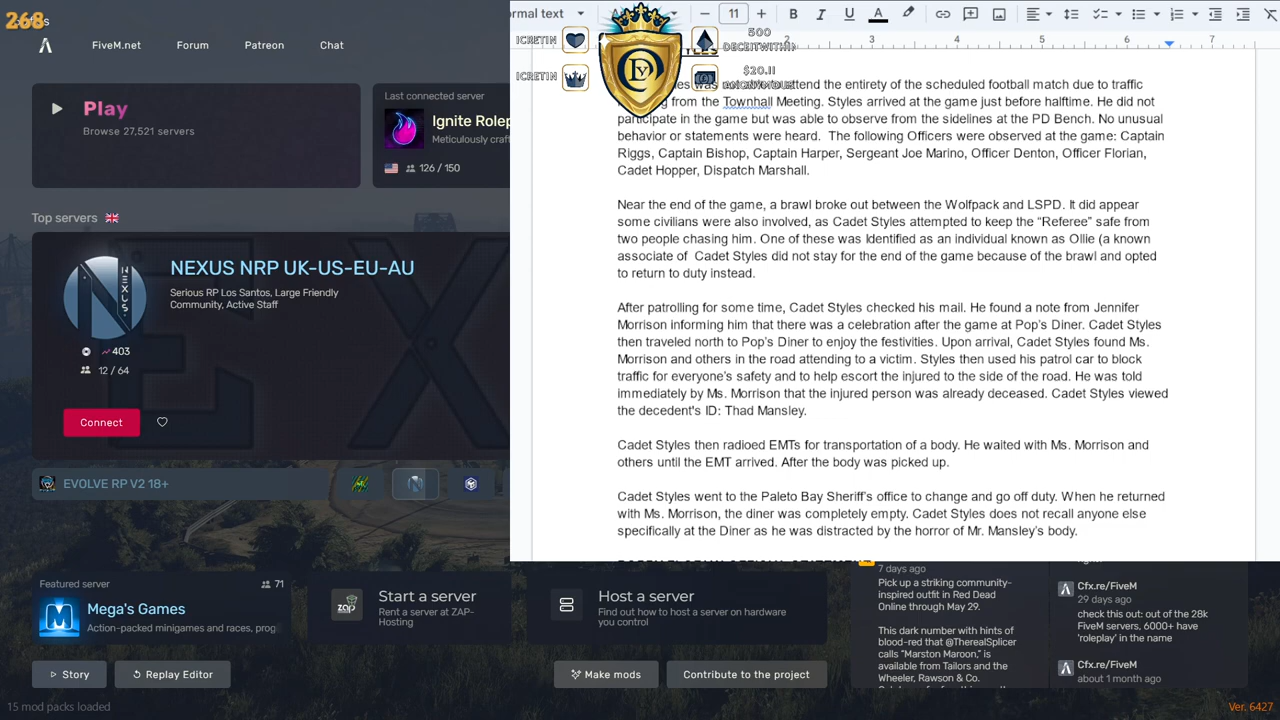 268
FiveM.net
Forum
Patreon
Chat
Play
Browse 27,521 servers
Last connected server
Ignite Rolep
Meticulously craft
126 / 150
Top servers
NEXUS NRP UK-US-EU-AU
Serious RP Los Santos, Large Friendly
Community, Active Staff
403
12 / 64
Connect
EVOLVE RP V2 18+
Featured server
71
Mega's Games
Action-packed minigames and races, prog
Start a server
Rent a server at ZAP-
Hosting
Host a server
Find out how to host a server on hardware
you control
Story
Replay Editor
Make mods
Contribute to the project
15 mod packs loaded
ormal text
11
B I U A
2 3 4 5 6 7
ICRETIN
500
DECEITWITHIN
ICRETIN
$20.11
ANONYMOUS
attend the entirety of the scheduled football match due to traffic
from the Townhall Meeting. Styles arrived at the game just before halftime. He did not
participate in the game but was able to observe from the sidelines at the PD Bench. No unusual
behavior or statements were heard.  The following Officers were observed at the game: Captain
Riggs, Captain Bishop, Captain Harper, Sergeant Joe Marino, Officer Denton, Officer Florian,
Cadet Hopper, Dispatch Marshall.
Near the end of the game, a brawl broke out between the Wolfpack and LSPD. It did appear
some civilians were also involved, as Cadet Styles attempted to keep the “Referee” safe from
two people chasing him. One of these was Identified as an individual known as Ollie (a known
associate of  Cadet Styles did not stay for the end of the game because of the brawl and opted
to return to duty instead.
After patrolling for some time, Cadet Styles checked his mail. He found a note from Jennifer
Morrison informing him that there was a celebration after the game at Pop’s Diner. Cadet Styles
then traveled north to Pop’s Diner to enjoy the festivities. Upon arrival, Cadet Styles found Ms.
Morrison and others in the road attending to a victim. Styles then used his patrol car to block
traffic for everyone’s safety and to help escort the injured to the side of the road. He was told
immediately by Ms. Morrison that the injured person was already deceased. Cadet Styles viewed
the decedent's ID: Thad Mansley.
Cadet Styles then radioed EMTs for transportation of a body. He waited with Ms. Morrison and
others until the EMT arrived. After the body was picked up.
Cadet Styles went to the Paleto Bay Sheriff’s office to change and go off duty. When he returned
with Ms. Morrison, the diner was completely empty. Cadet Styles does not recall anyone else
specifically at the Diner as he was distracted by the horror of Mr. Mansley’s body.
7 days ago
Pick up a striking community-
inspired outfit in Red Dead
Online through May 29.
This dark number with hints of
blood-red that @TherealSplicer
calls “Marston Maroon,” is
available from Tailors and the
Wheeler, Rawson & Co.
Cfx.re/FiveM
29 days ago
check this out: out of the 28k
FiveM servers, 6000+ have
'roleplay' in the name
Cfx.re/FiveM
about 1 month ago
Ver. 6427